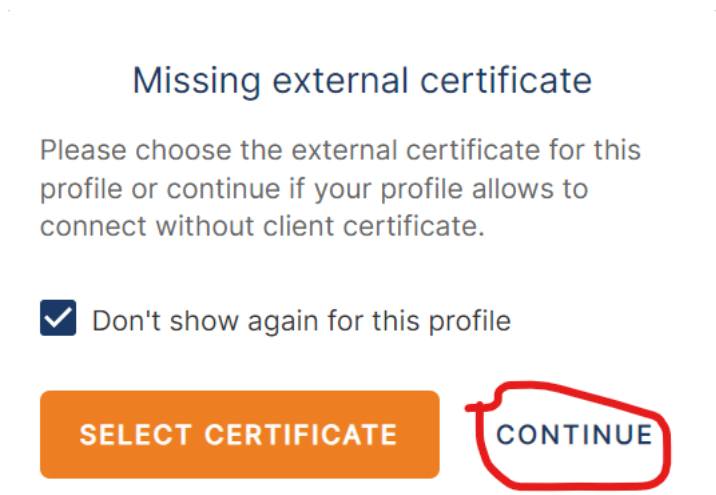 Missing external certificate
Please choose the external certificate for this
profile or continue if your profile allows to
connect without client certificate.
Don't show again for this profile
SELECT CERTIFICATE
CONTINUE